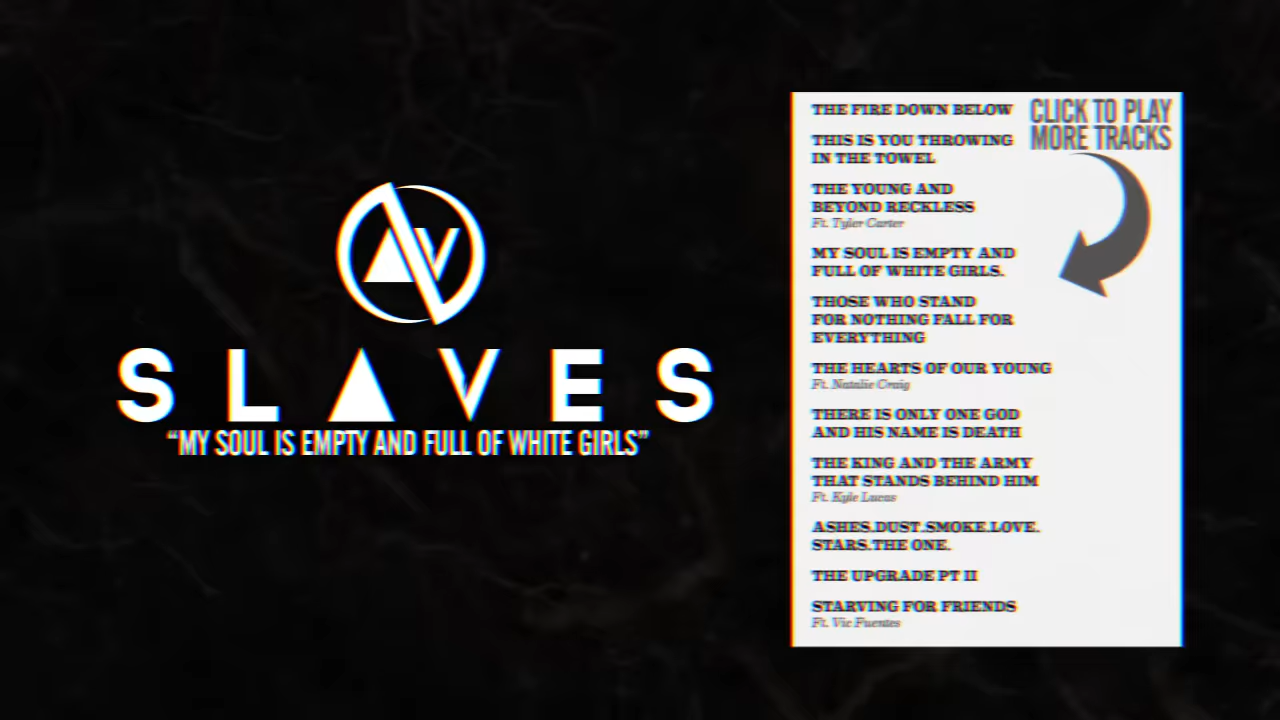 SLAVES
“MY SOUL IS EMPTY AND FULL OF WHITE GIRLS”
THE FIRE DOWN BELOW
THIS IS YOU THROWING
IN THE TOWEL
THE YOUNG AND
BEYOND RECKLESS
Ft. Tyler Carter
MY SOUL IS EMPTY AND
FULL OF WHITE GIRLS.
THOSE WHO STAND
FOR NOTHING FALL FOR
EVERYTHING
THE HEARTS OF OUR YOUNG
Ft. Natalie Craig
THERE IS ONLY ONE GOD
AND HIS NAME IS DEATH
THE KING AND THE ARMY
THAT STANDS BEHIND HIM
Ft. Kyle Lucas
ASHES.DUST.SMOKE.LOVE.
STARS.THE ONE.
THE UPGRADE PT II
STARVING FOR FRIENDS
Ft. Vic Fuentes
CLICK TO PLAY
MORE TRACKS